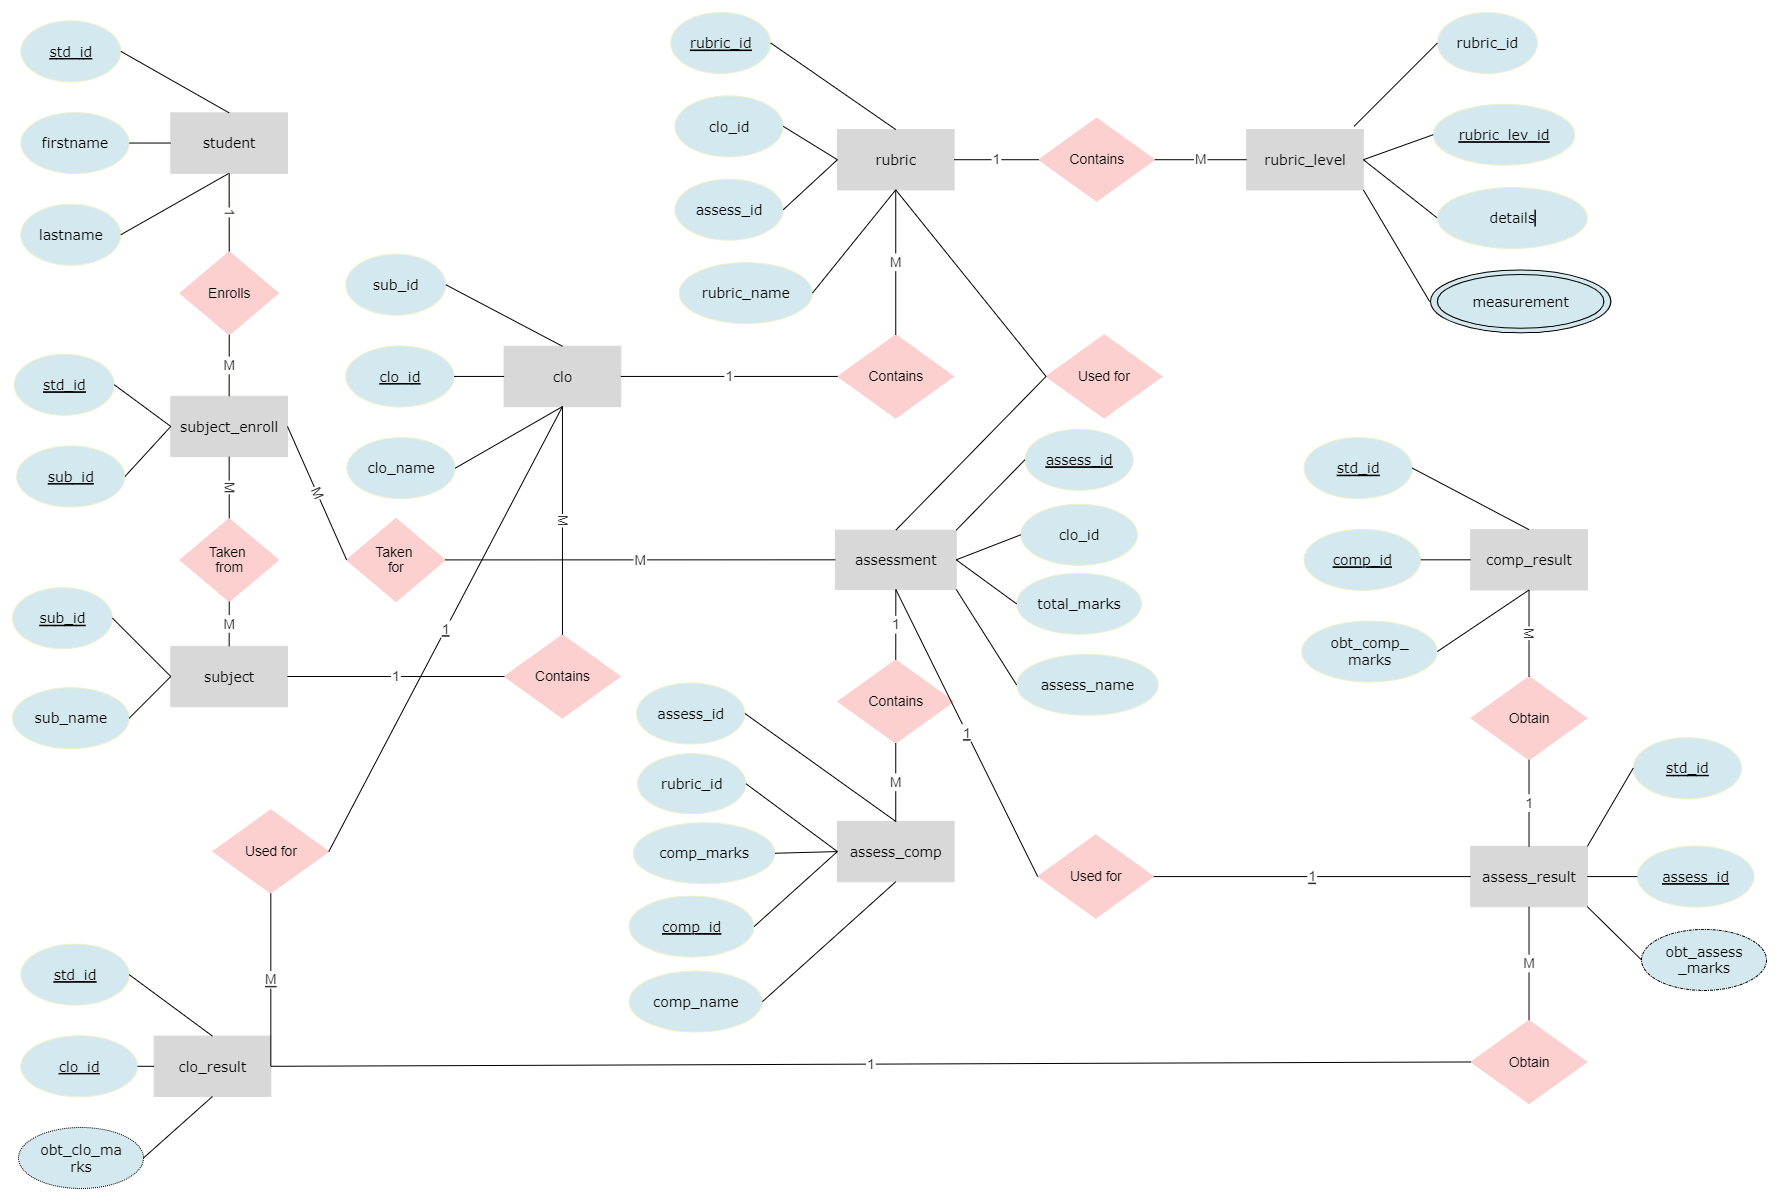 std_id
firstname
lastname
student
1
Enrolls
M
std_id
sub_id
subject_enroll
M
Taken
from
M
sub_id
sub_name
subject
M
Taken
for
M
1
Contains
M
sub_id
clo_id
clo_name
clo
1
Contains
M
rubric_id
clo_id
assess_id
rubric_name
rubric
1
Contains
M
rubric_level
rubric_id
rubric_lev_id
details
measurement
Used for
assessment
assess_id
clo_id
total_marks
assess_name
1
Contains
M
assess_id
rubric_id
comp_marks
comp_id
comp_name
assess_comp
1
Used for
1
std_id
comp_id
obt_comp_
marks
comp_result
M
Obtain
1
assess_result
std_id
assess_id
obt_assess
_marks
M
Obtain
1
1
Used for
M
std_id
clo_id
obt_clo_ma
rks
clo_result